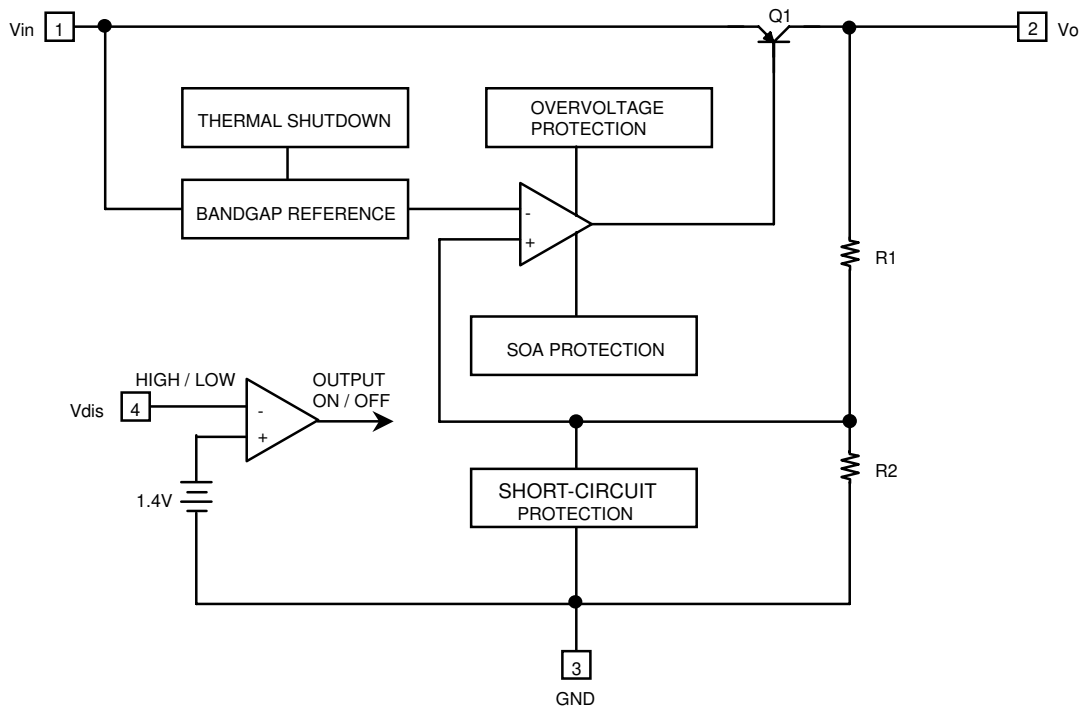 Q1
Vin 1
2 Vo
THERMAL SHUTDOWN
OVERVOLTAGE
PROTECTION
BANDGAP REFERENCE
-
+
R1
SOA PROTECTION
HIGH / LOW
OUTPUT
ON / OFF
Vdis 4
-
+
1.4V
R2
SHORT-CIRCUIT
PROTECTION
3
GND